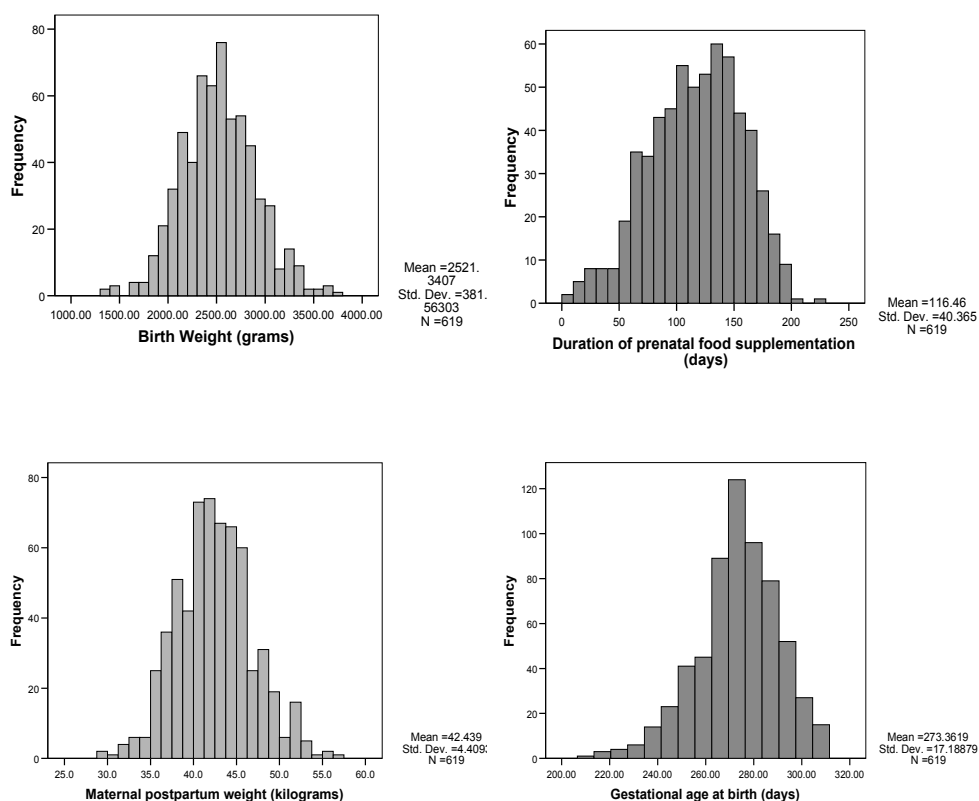 80
60
40
20
0
Frequency
1000.00 1500.00 2000.00 2500.00 3000.00 3500.00 4000.00
Birth Weight (grams)
Mean =2521.
3407
Std. Dev. =381.
56303
N =619
60
50
40
30
20
10
0
Frequency
0 50 100 150 200 250
Duration of prenatal food supplementation
(days)
Mean =116.46
Std. Dev. =40.365
N =619
80
60
40
20
0
Frequency
25.0 30.0 35.0 40.0 45.0 50.0 55.0 60.0
Maternal postpartum weight (kilograms)
Mean =42.439
Std. Dev. =4.409
N =619
120
100
80
60
40
20
0
Frequency
200.00 220.00 240.00 260.00 280.00 300.00 320.00
Gestational age at birth (days)
Mean =273.3619
Std. Dev. =17.18879
N =619